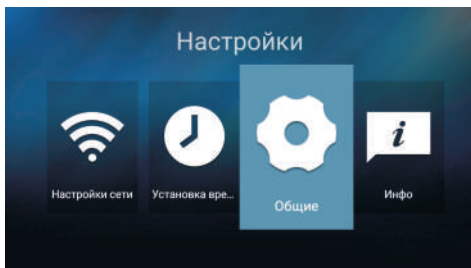 Настройки
Настройки сети
Установка вре...
Общие
Инфо